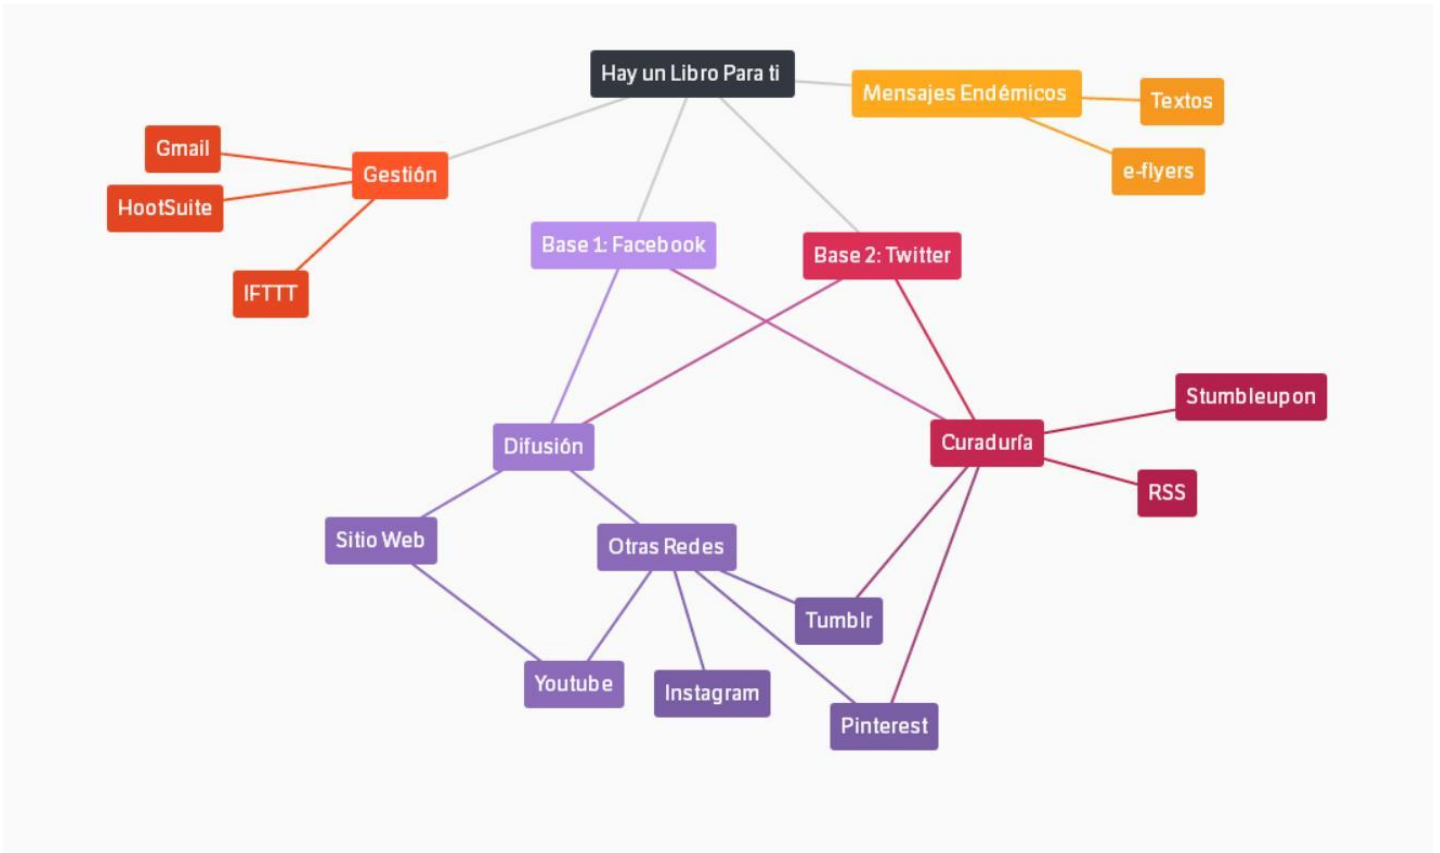 Hay un Libro Para ti
Mensajes Endémicos
Textos
e-flyers
Gmail
HootSuite
Gestión
IFTTT
Base 1: Facebook
Base 2: Twitter
Difusión
Curaduría
Stumbleupon
RSS
Sitio Web
Otras Redes
Tumblr
Youtube
Instagram
Pinterest